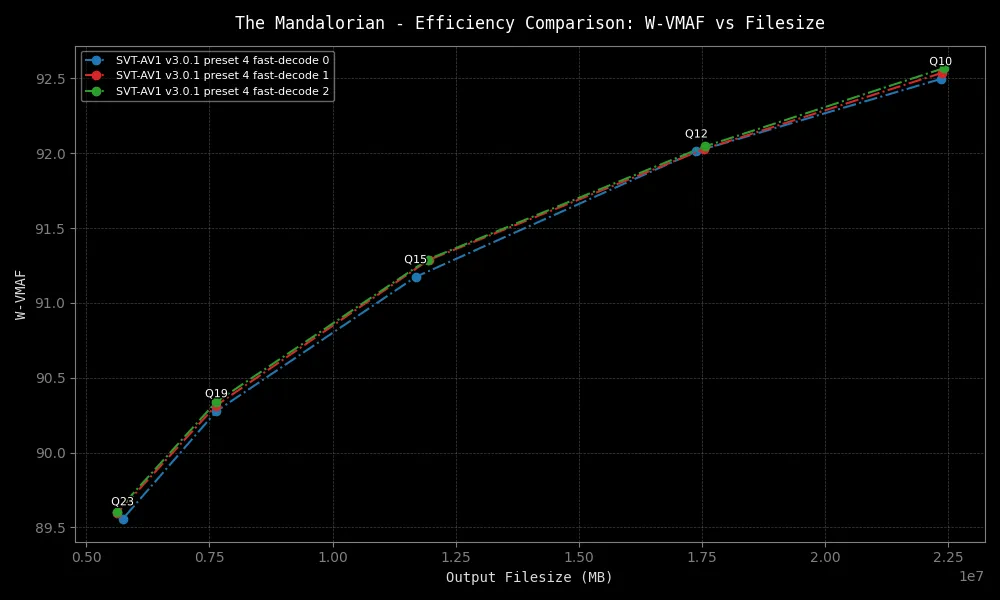 The Mandalorian - Efficiency Comparison: W-VMAF vs Filesize
SVT-AV1 v3.0.1 preset 4 fast-decode 0
SVT-AV1 v3.0.1 preset 4 fast-decode 1
SVT-AV1 v3.0.1 preset 4 fast-decode 2
Q10
Q12
Q15
Q19
Q23
W-VMAF
92.5
92.0
91.5
91.0
90.5
90.0
89.5
0.50 0.75 1.00 1.25 1.50 1.75 2.00 2.25
1e7
Output Filesize (MB)